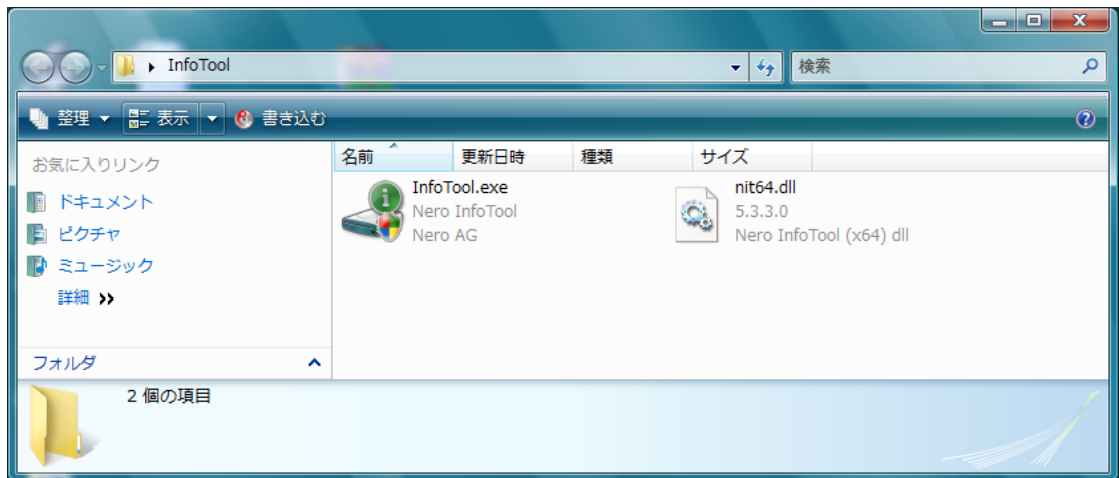 InfoTool
検索
整理
表示
書き込む
お気に入りリンク
ドキュメント
ピクチャ
ミュージック
詳細 >>
フォルダ
名前 更新日時 種類 サイズ
InfoTool.exe
Nero InfoTool
Nero AG
nit64.dll
5.3.3.0
Nero InfoTool (x64) dll
2 個の項目